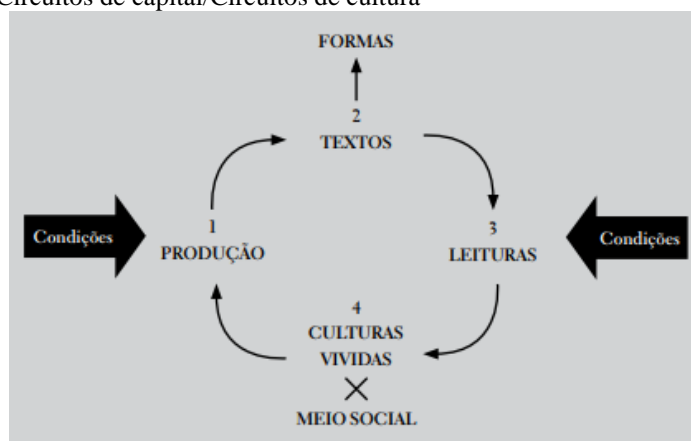 Circuitos de capital/Circuitos de cultura
FORMAS
2
TEXTOS
Condições
1
PRODUÇÃO
3
LEITURAS
Condições
4
CULTURAS
VIVIDAS
MEIO SOCIAL